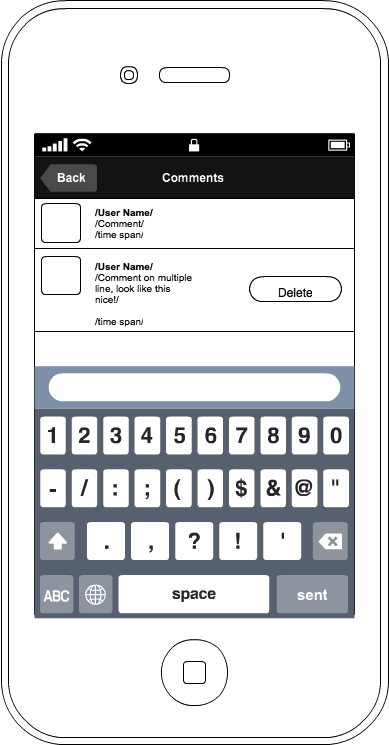 Back Comments
/User Name/
/Comment/
/time span/
/User Name/
/Comment on multiple
line, look like this
nice!/
Delete
/time span/
1 2 3 4 5 6 7 8 9 0
- / : ; ( ) $ & @ "
. , ? ! '
ABC space sent